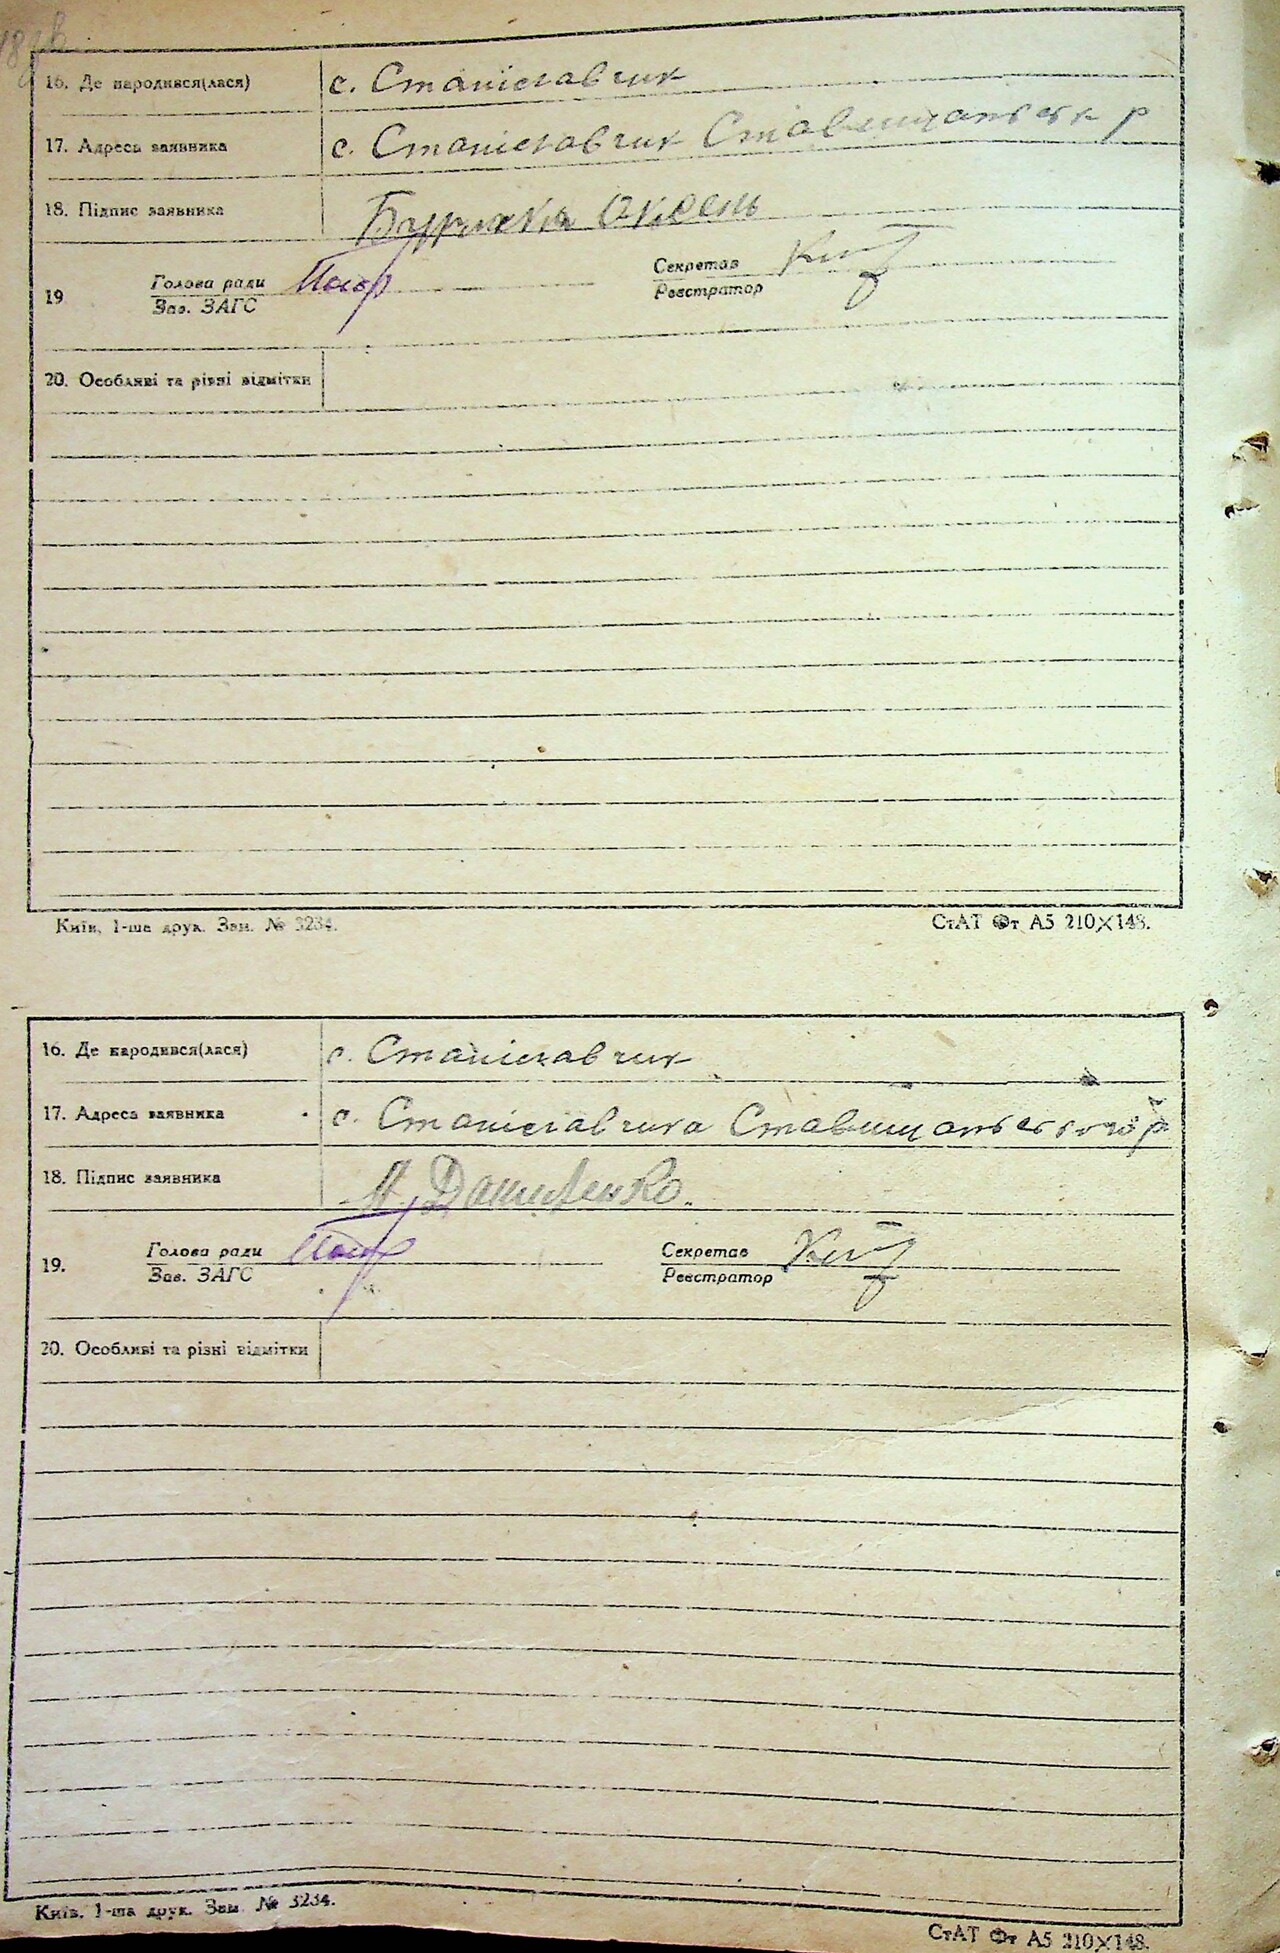 16. Де народився(лася) с. Станіславчик
17. Адреса заявника с. Станіславчик Ставищанськ р
18. Підпис заявника Оксень
19 Голова ради Секретар
Зав. ЗАГС Реєстратор
20. Особливі та різні відмітки
Київ, 1-ша друк. Зам. № 3234.
СтАТ Фт А5 210×148.
16. Де народився(лася) с. Станіславчик
17. Адреса заявника с. Станіславчика Ставищанського р
18. Підпис заявника Даниленко.
19. Голова ради Секретар
Зав. ЗАГС Реєстратор
20. Особливі та різні відмітки
Київ. 1-ша друк. Зам. № 3234.
СтАТ Фт А5 210×148.